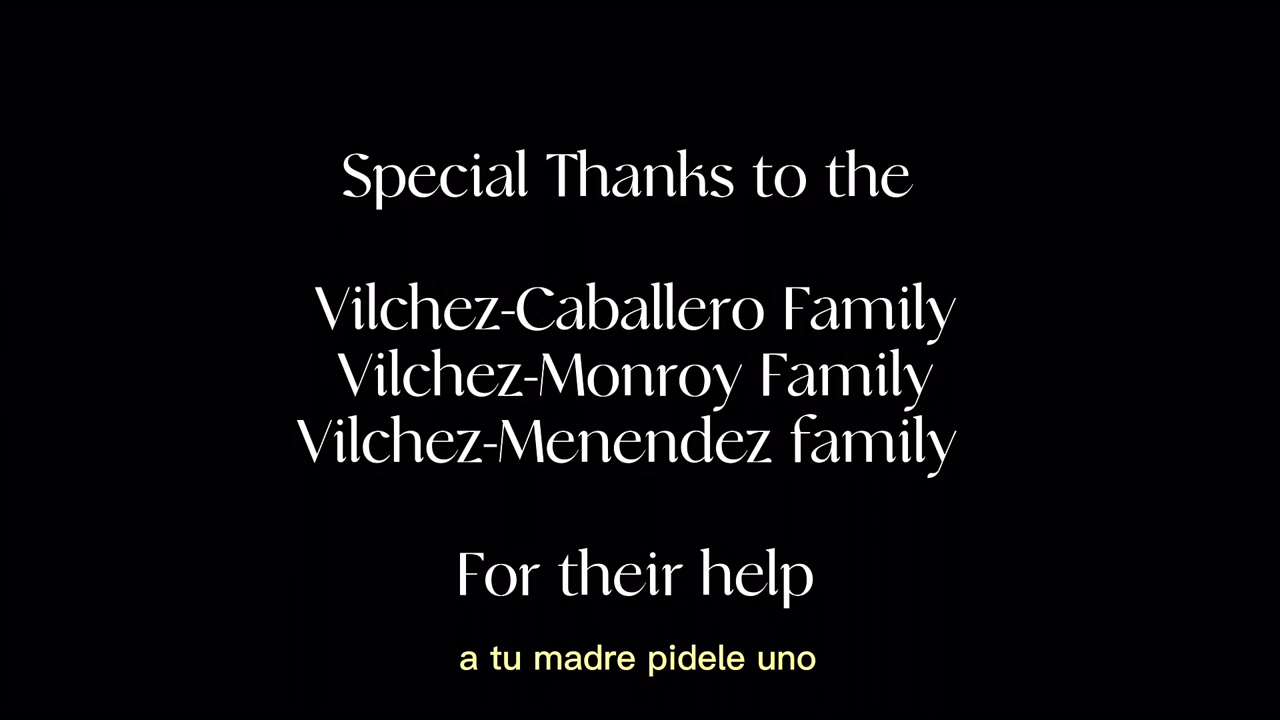 Special Thanks to the
Vilchez-Caballero Family
Vilchez-Monroy Family
Vilchez-Menendez family
For their help
a tu madre pidele uno